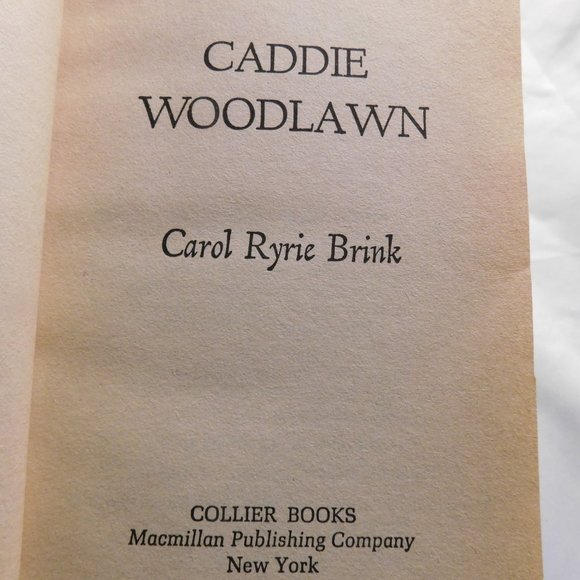 CADDIE
WOODLAWN
Carol Ryrie Brink
COLLIER BOOKS
Macmillan Publishing Company
New York